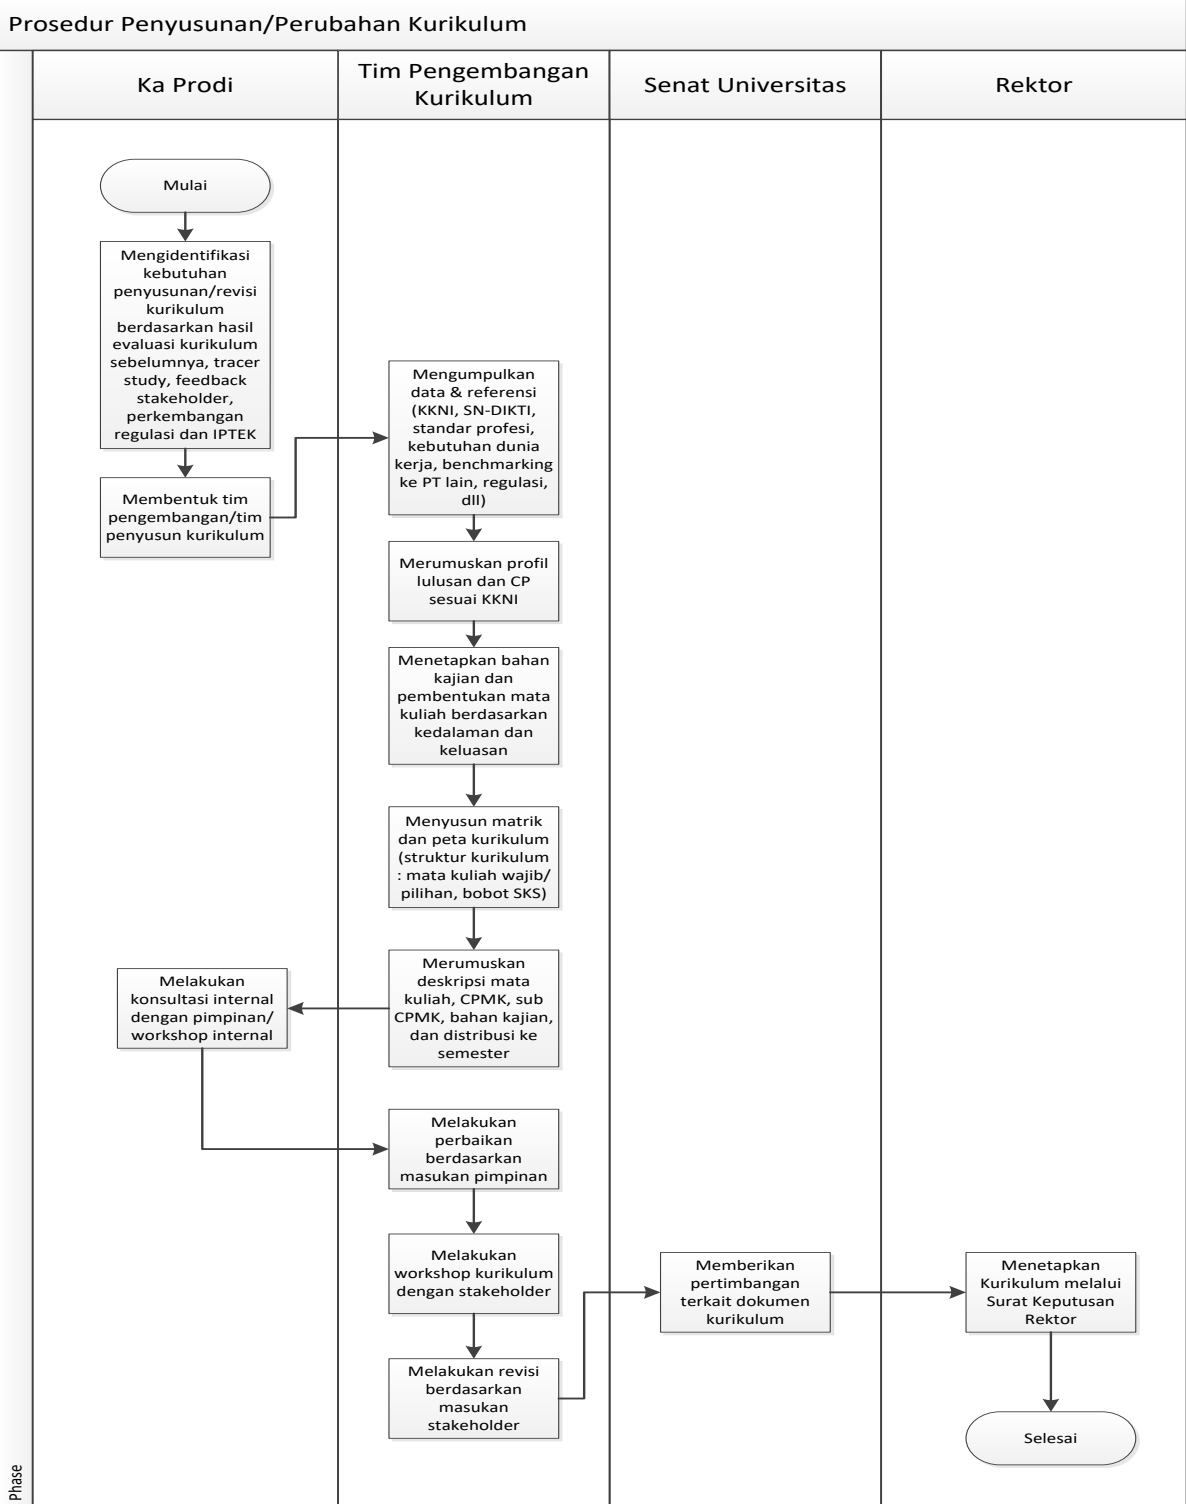 Prosedur Penyusunan/Perubahan Kurikulum
Ka Prodi
Tim Pengembangan
Kurikulum
Senat Universitas
Rektor
Mulai
Mengidentifikasi
kebutuhan
penyusunan/revisi
kurikulum
berdasarkan hasil
evaluasi kurikulum
sebelumnya, tracer
study, feedback
stakeholder,
perkembangan
regulasi dan IPTEK
Membentuk tim
pengembangan/tim
penyusun kurikulum
Mengumpulkan
data & referensi
(KKNI, SN-DIKTI,
standar profesi,
kebutuhan dunia
kerja, benchmarking
ke PT lain, regulasi,
dll)
Merumuskan profil
lulusan dan CP
sesuai KKNI
Menetapkan bahan
kajian dan
pembentukan mata
kuliah berdasarkan
kedalaman dan
keluasan
Menyusun matrik
dan peta kurikulum
(struktur kurikulum
: mata kuliah wajib/
pilihan, bobot SKS)
Merumuskan
deskripsi mata
kuliah, CPMK, sub
CPMK, bahan kajian,
dan distribusi ke
semester
Melakukan
konsultasi internal
dengan pimpinan/
workshop internal
Melakukan
perbaikan
berdasarkan
masukan pimpinan
Melakukan
workshop kurikulum
dengan stakeholder
Melakukan revisi
berdasarkan
masukan
stakeholder
Memberikan
pertimbangan
terkait dokumen
kurikulum
Menetapkan
Kurikulum melalui
Surat Keputusan
Rektor
Selesai
Phase